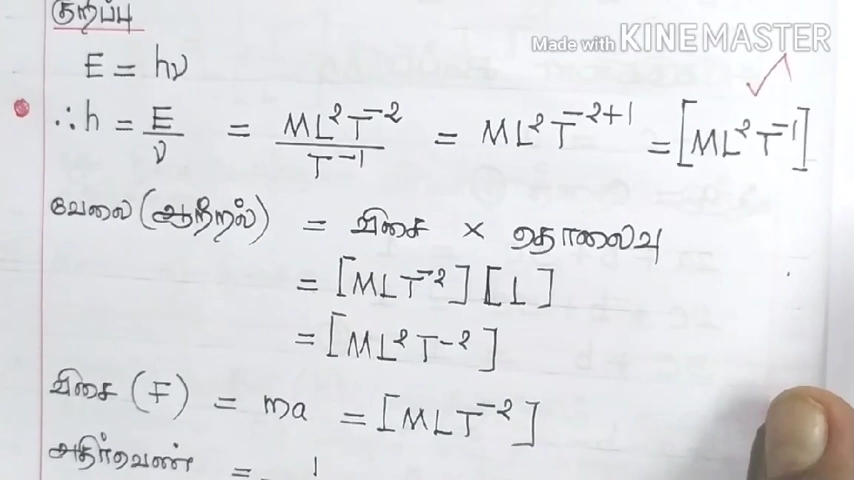 குறிப்பு
Made with KINEMASTER
E = hν
∴ h = E/ν = ML²T⁻²/T⁻¹ = ML²T⁻²⁺¹ = [ML²T⁻¹]
வேலை (ஆற்றல்) = விசை × தொலைவு
= [MLT⁻²] [L]
= [ML²T⁻²]
விசை (F) = ma = [MLT⁻²]
அதிர்வெண் = 1